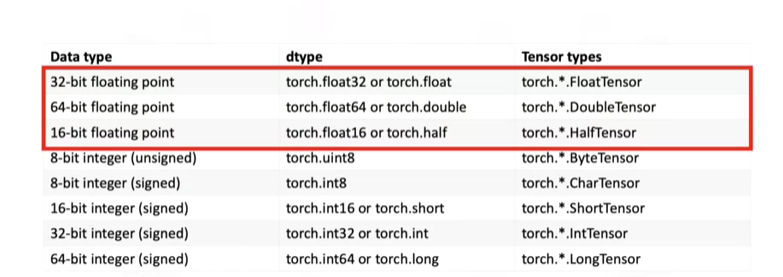 Data type dtype Tensor types
32-bit floating point torch.float32 or torch.float torch.*.FloatTensor
64-bit floating point torch.float64 or torch.double torch.*.DoubleTensor
16-bit floating point torch.float16 or torch.half torch.*.HalfTensor
8-bit integer (unsigned) torch.uint8 torch.*.ByteTensor
8-bit integer (signed) torch.int8 torch.*.CharTensor
16-bit integer (signed) torch.int16 or torch.short torch.*.ShortTensor
32-bit integer (signed) torch.int32 or torch.int torch.*.IntTensor
64-bit integer (signed) torch.int64 or torch.long torch.*.LongTensor